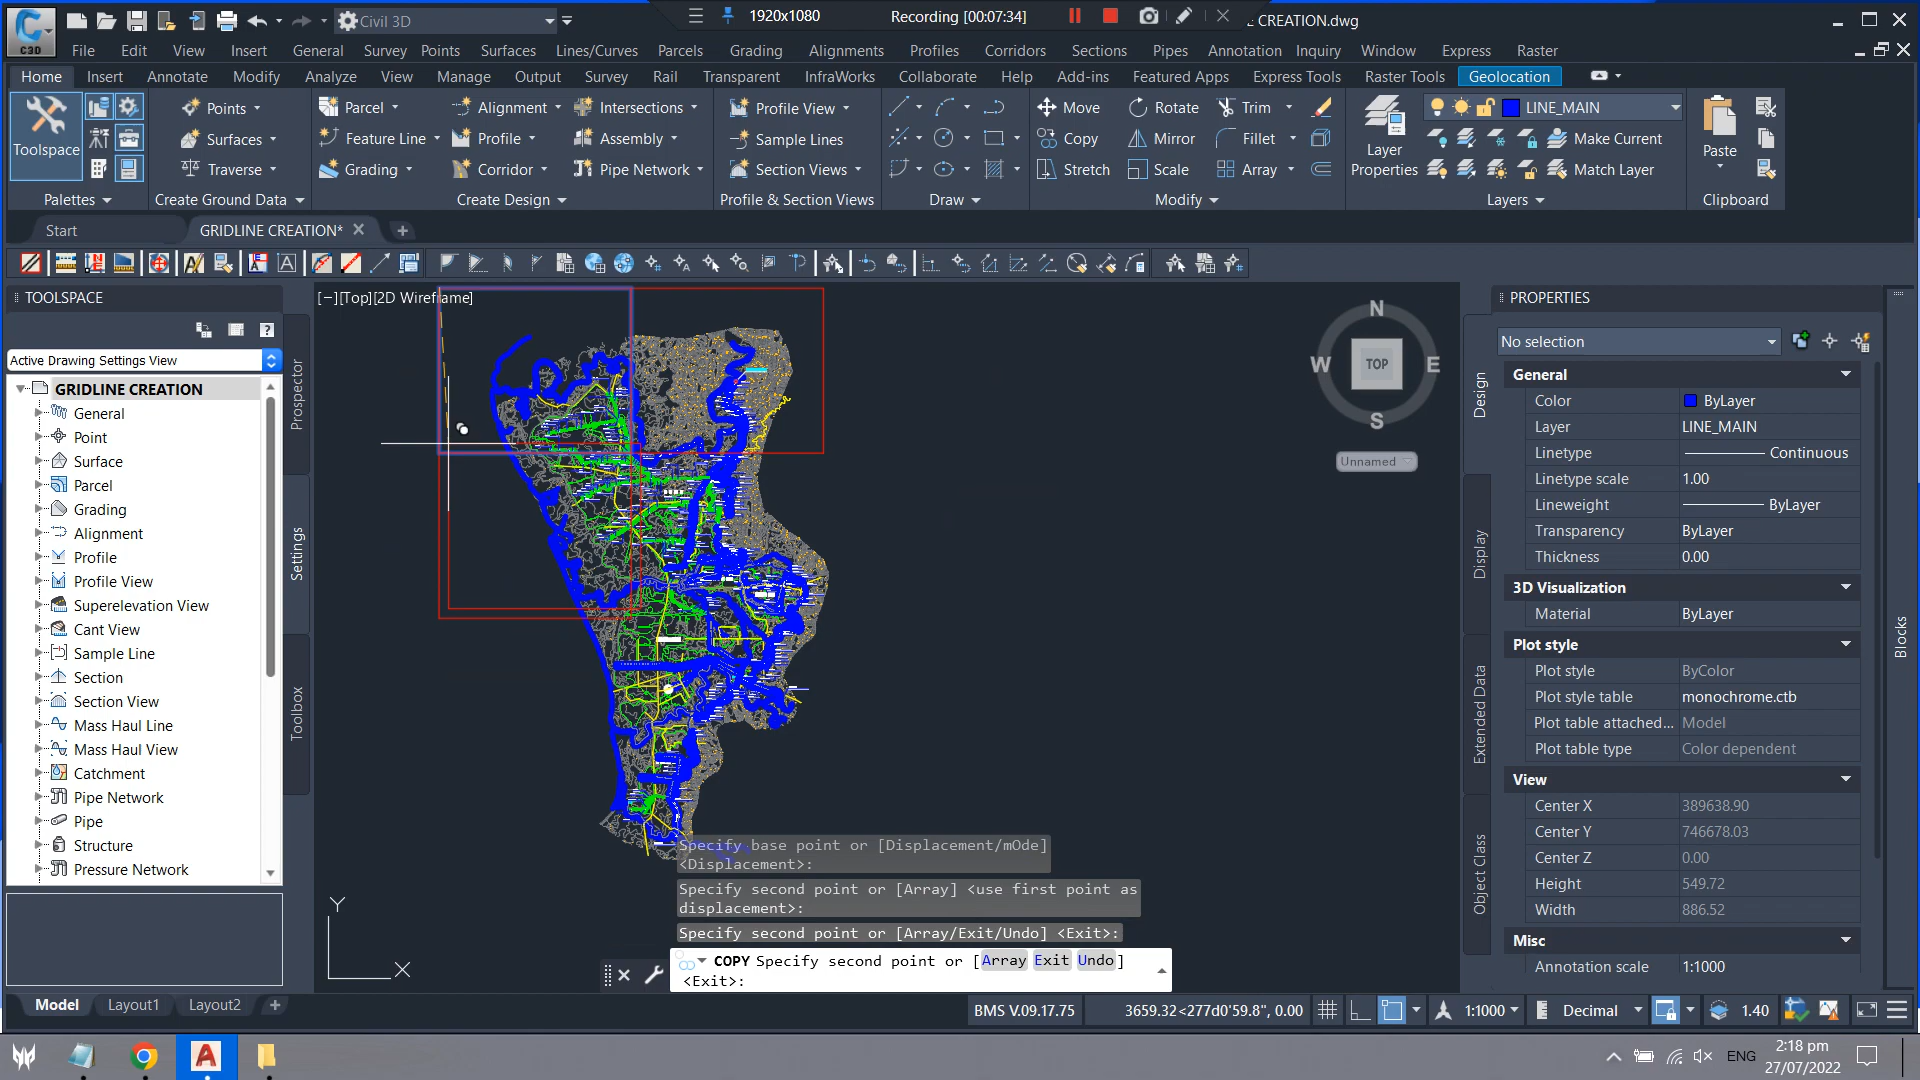 1920x1080
Recording [00:07:34]
E CREATION.dwg
C3D
Civil 3D
File Edit View Insert General Survey Points Surfaces Lines/Curves Parcels Grading Alignments Profiles Corridors Sections Pipes Annotation Inquiry Window Express Raster
Home Insert Annotate Modify Analyze View Manage Output Survey Rail Transparent InfraWorks Collaborate Help Add-ins Featured Apps Express Tools Raster Tools Geolocation
Toolspace
Points
Surfaces
Traverse
Parcel
Feature Line
Grading
Alignment
Profile
Corridor
Intersections
Assembly
Pipe Network
Profile View
Sample Lines
Section Views
Move
Copy
Stretch
Rotate
Mirror
Scale
Trim
Fillet
Array
Layer
Properties
LINE_MAIN
Make Current
Match Layer
Paste
Palettes Create Ground Data Create Design Profile & Section Views Draw Modify Layers Clipboard
Start
GRIDLINE CREATION*
TOOLSPACE
Active Drawing Settings View
GRIDLINE CREATION
General
Point
Surface
Parcel
Grading
Alignment
Profile
Profile View
Superelevation View
Cant View
Sample Line
Section
Section View
Mass Haul Line
Mass Haul View
Catchment
Pipe Network
Pipe
Structure
Pressure Network
Prospector
Settings
Toolbox
[−][Top][2D Wireframe]
N
W
TOP
E
S
Unnamed
Y
X
Specify base point or [Displacement/mOde]
<Displacement>:
Specify second point or [Array] <use first point as
displacement>:
Specify second point or [Array/Exit/Undo] <Exit>:
COPY Specify second point or [Array Exit Undo]
<Exit>:
PROPERTIES
No selection
Design
Display
Extended Data
Object Class
Blocks
General
Color ByLayer
Layer LINE_MAIN
Linetype Continuous
Linetype scale 1.00
Lineweight ByLayer
Transparency ByLayer
Thickness 0.00
3D Visualization
Material ByLayer
Plot style
Plot style ByColor
Plot style table monochrome.ctb
Plot table attached... Model
Plot table type Color dependent
View
Center X 389638.90
Center Y 746678.03
Center Z 0.00
Height 549.72
Width 886.52
Misc
Annotation scale 1:1000
Model Layout1 Layout2
BMS V.09.17.75
3659.32<277d0'59.8", 0.00
1:1000
Decimal
1.40
ENG
2:18 pm
27/07/2022